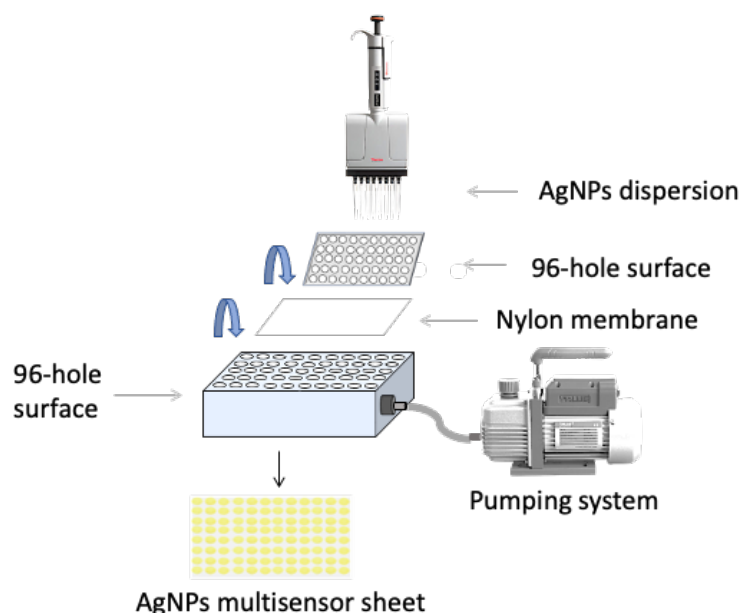 AgNPs dispersion
96-hole surface
Nylon membrane
96-hole
surface
Pumping system
AgNPs multisensor sheet